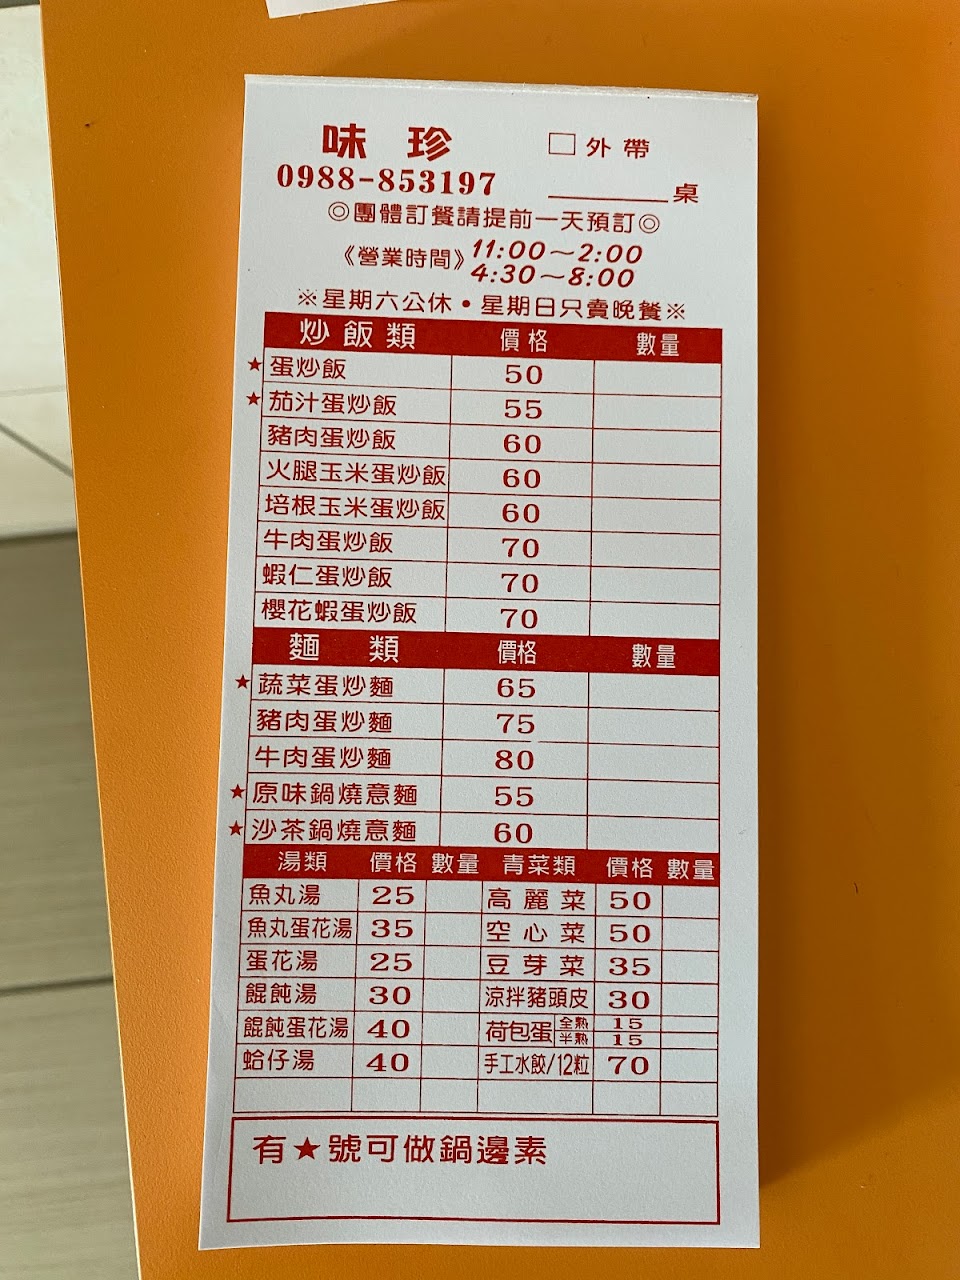 味珍 □外帶
0988-853197 ______桌
◎團體訂餐請提前一天預訂◎
《營業時間》11:00～2:00
4:30～8:00
※星期六公休・星期日只賣晚餐※
炒飯類 價格 數量
★蛋炒飯 50
★茄汁蛋炒飯 55
豬肉蛋炒飯 60
火腿玉米蛋炒飯 60
培根玉米蛋炒飯 60
牛肉蛋炒飯 70
蝦仁蛋炒飯 70
櫻花蝦蛋炒飯 70
麵類 價格 數量
★蔬菜蛋炒麵 65
豬肉蛋炒麵 75
牛肉蛋炒麵 80
★原味鍋燒意麵 55
★沙茶鍋燒意麵 60
湯類 價格 數量 青菜類 價格 數量
魚丸湯 25 高麗菜 50
魚丸蛋花湯 35 空心菜 50
蛋花湯 25 豆芽菜 35
餛飩湯 30 涼拌豬頭皮 30
餛飩蛋花湯 40 荷包蛋 全熟 15
半熟 15
蛤仔湯 40 手工水餃/12粒 70
有★號可做鍋邊素